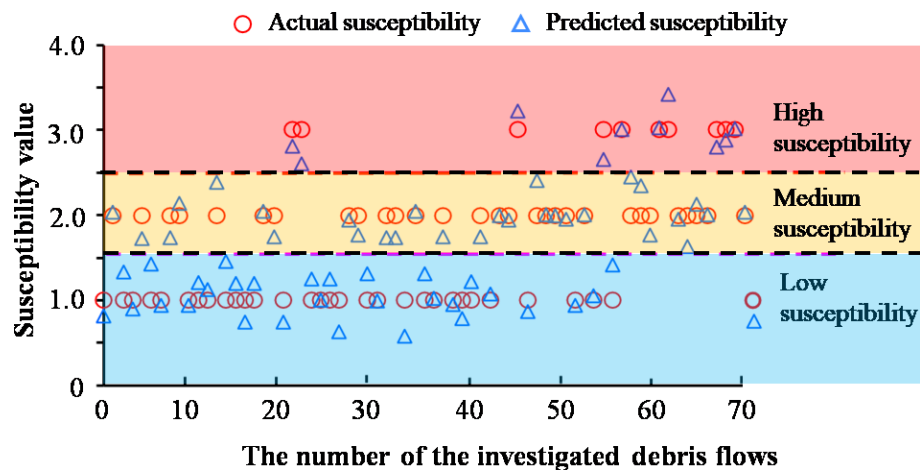 Actual susceptibility Predicted susceptibility
4.0
3.0
2.0
1.0
0
Susceptibility value
High
susceptibility
Medium
susceptibility
Low
susceptibility
0 10 20 30 40 50 60 70
The number of the investigated debris flows